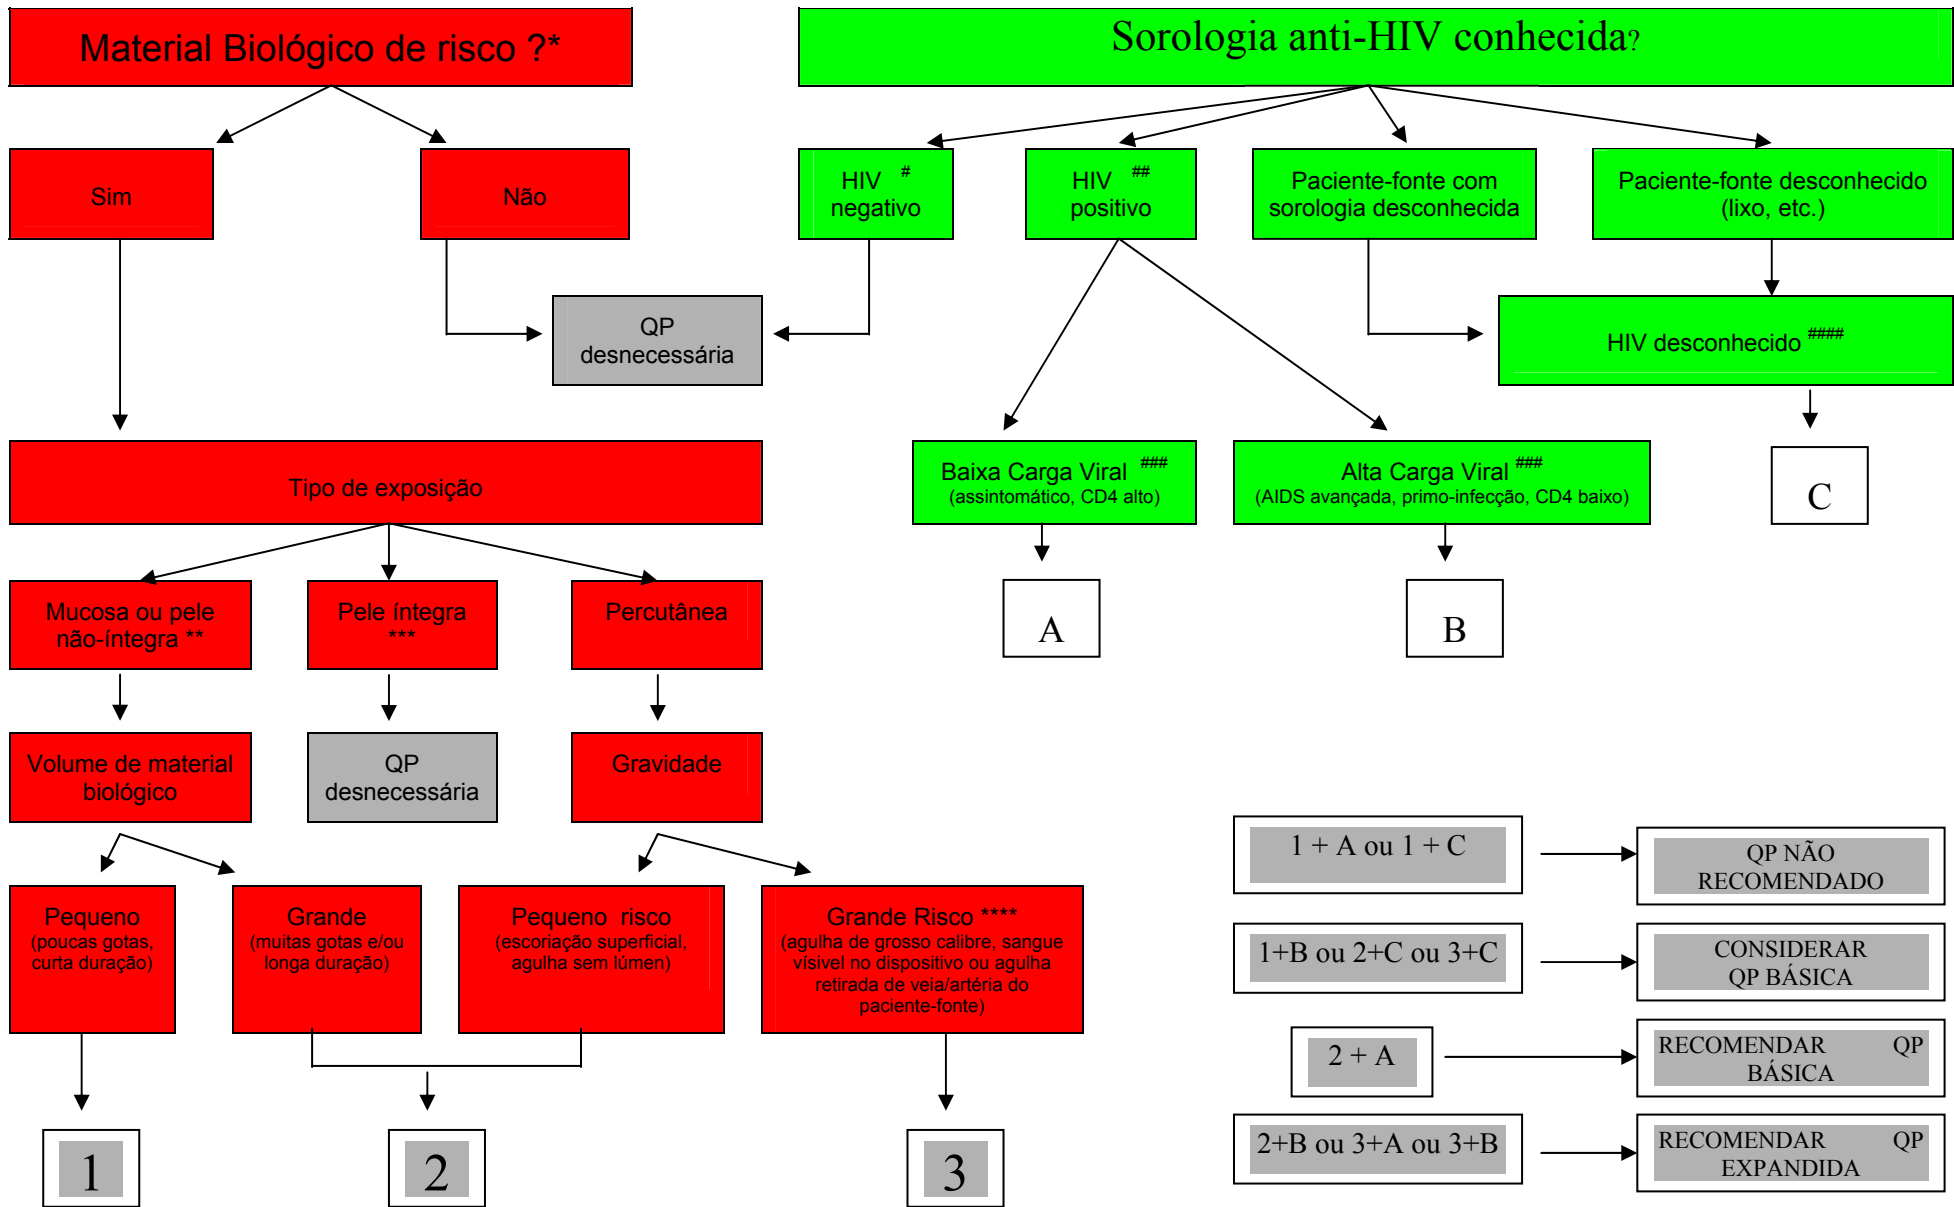 Material Biológico de risco ?*
Sorologia anti-HIV conhecida?
Sim
Não
HIV #
negativo
HIV ##
positivo
Paciente-fonte com
sorologia desconhecida
Paciente-fonte desconhecido
(lixo, etc.)
QP
desnecessária
HIV desconhecido ####
Tipo de exposição
Baixa Carga Viral ###
(assintomático, CD4 alto)
Alta Carga Viral ###
(AIDS avançada, primo-infecção, CD4 baixo)
C
Mucosa ou pele
não-íntegra **
Pele íntegra
***
Percutânea
A
B
Volume de material
biológico
QP
desnecessária
Gravidade
Pequeno
(poucas gotas,
curta duração)
Grande
(muitas gotas e/ou
longa duração)
Pequeno risco
(escoriação superficial,
agulha sem lúmen)
Grande Risco ****
(agulha de grosso calibre, sangue
vísivel no dispositivo ou agulha
retirada de veia/artéria do
paciente-fonte)
1
2
3
1 + A ou 1 + C
QP NÃO
RECOMENDADO
1+B ou 2+C ou 3+C
CONSIDERAR
QP BÁSICA
2 + A
RECOMENDAR QP
BÁSICA
2+B ou 3+A ou 3+B
RECOMENDAR QP
EXPANDIDA